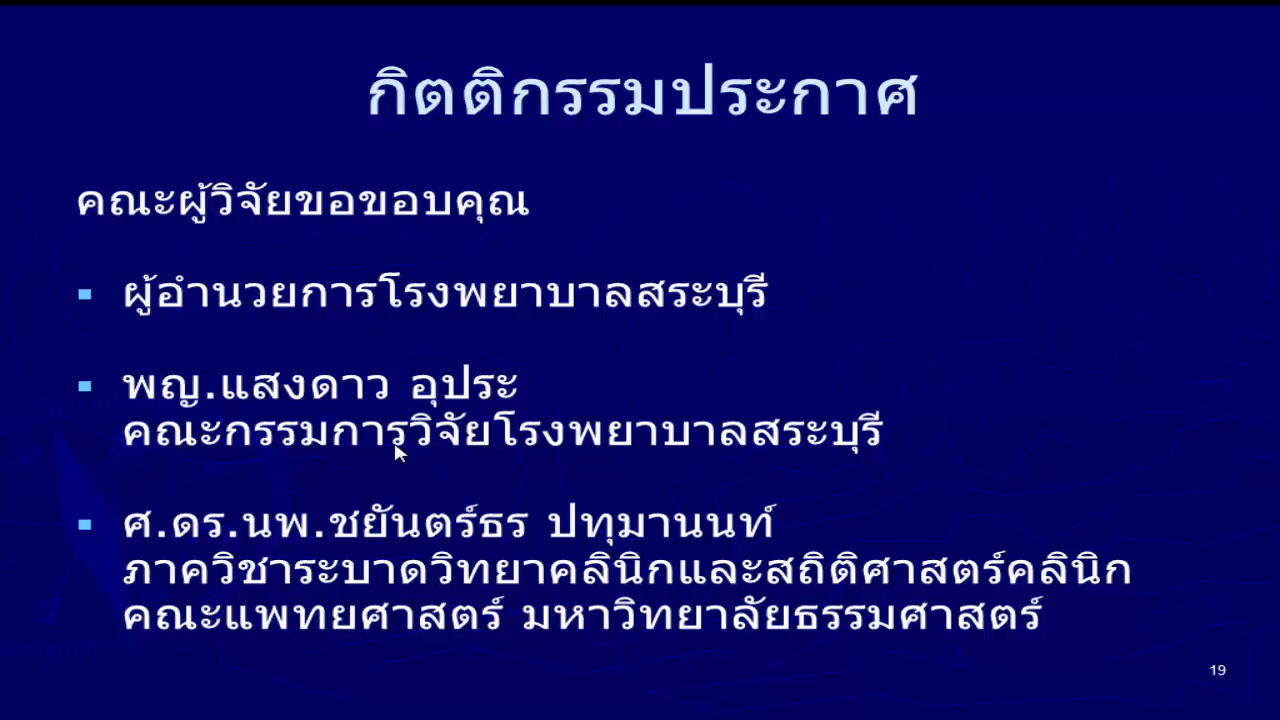 กิตติกรรมประกาศ
คณะผู้วิจัยขอขอบคุณ
▪ ผู้อำนวยการโรงพยาบาลสระบุรี
▪ พญ.แสงดาว อุประ
คณะกรรมการวิจัยโรงพยาบาลสระบุรี
▪ ศ.ดร.นพ.ชยันตร์ธร ปทุมานนท์
ภาควิชาระบาดวิทยาคลินิกและสถิติศาสตร์คลินิก
คณะแพทยศาสตร์ มหาวิทยาลัยธรรมศาสตร์
19